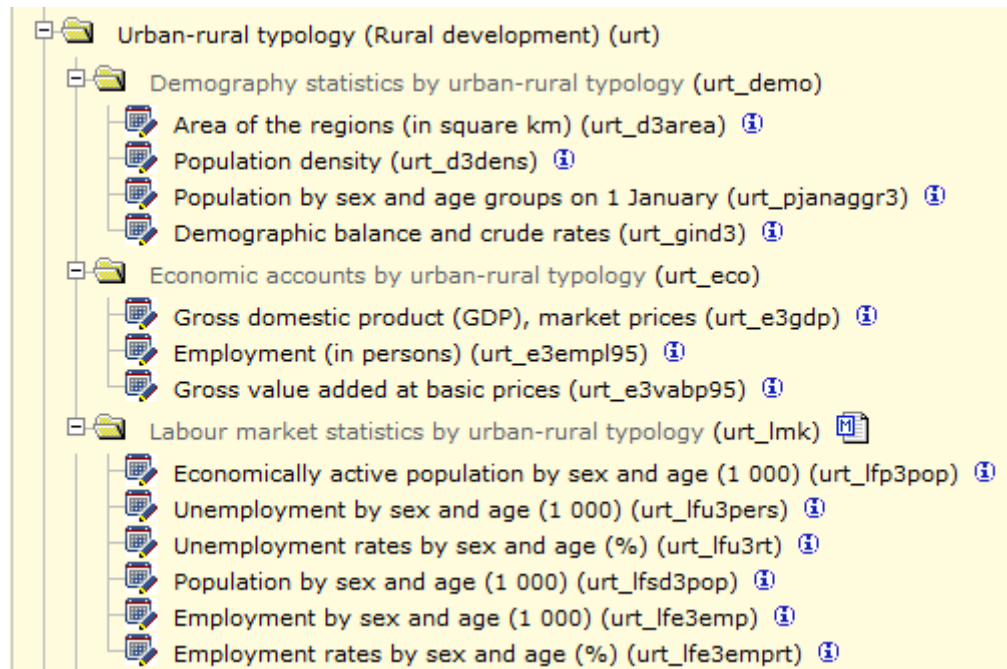 Urban-rural typology (Rural development) (urt)
Demography statistics by urban-rural typology (urt_demo)
Area of the regions (in square km) (urt_d3area)
Population density (urt_d3dens)
Population by sex and age groups on 1 January (urt_pjanaggr3)
Demographic balance and crude rates (urt_gind3)
Economic accounts by urban-rural typology (urt_eco)
Gross domestic product (GDP), market prices (urt_e3gdp)
Employment (in persons) (urt_e3empl95)
Gross value added at basic prices (urt_e3vabp95)
Labour market statistics by urban-rural typology (urt_lmk) M
Economically active population by sex and age (1 000) (urt_lfp3pop)
Unemployment by sex and age (1 000) (urt_lfu3pers)
Unemployment rates by sex and age (%) (urt_lfu3rt)
Population by sex and age (1 000) (urt_lfsd3pop)
Employment by sex and age (1 000) (urt_lfe3emp)
Employment rates by sex and age (%) (urt_lfe3emprt)